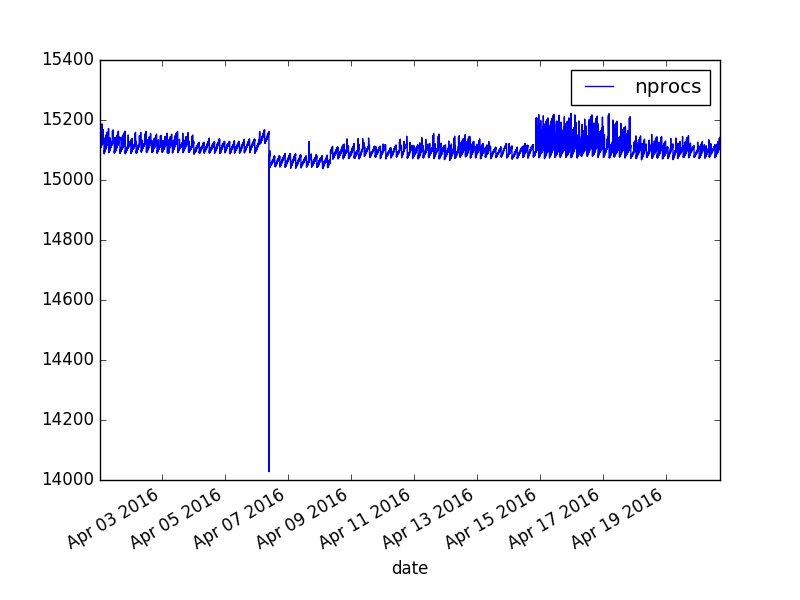 15400
15200
15000
14800
14600
14400
14200
14000
nprocs
Apr 03 2016
Apr 05 2016
Apr 07 2016
Apr 09 2016
Apr 11 2016
Apr 13 2016
Apr 15 2016
Apr 17 2016
Apr 19 2016
date